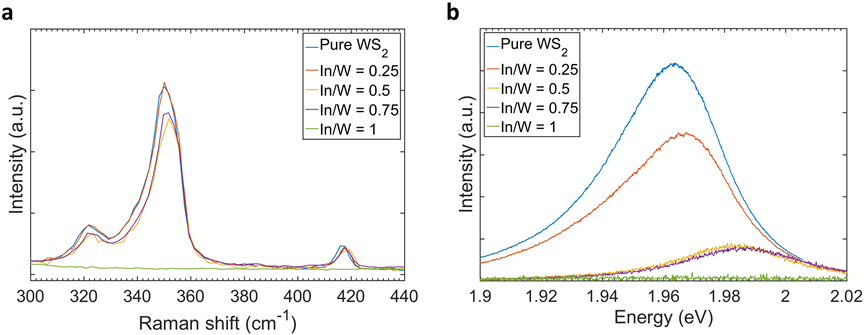 a
Intensity (a.u.)
Pure WS2
In/W = 0.25
In/W = 0.5
In/W = 0.75
In/W = 1
300 320 340 360 380 400 420 440
Raman shift (cm-1)
b
Intensity (a.u.)
Pure WS2
In/W = 0.25
In/W = 0.5
In/W = 0.75
In/W = 1
1.9 1.92 1.94 1.96 1.98 2 2.02
Energy (eV)